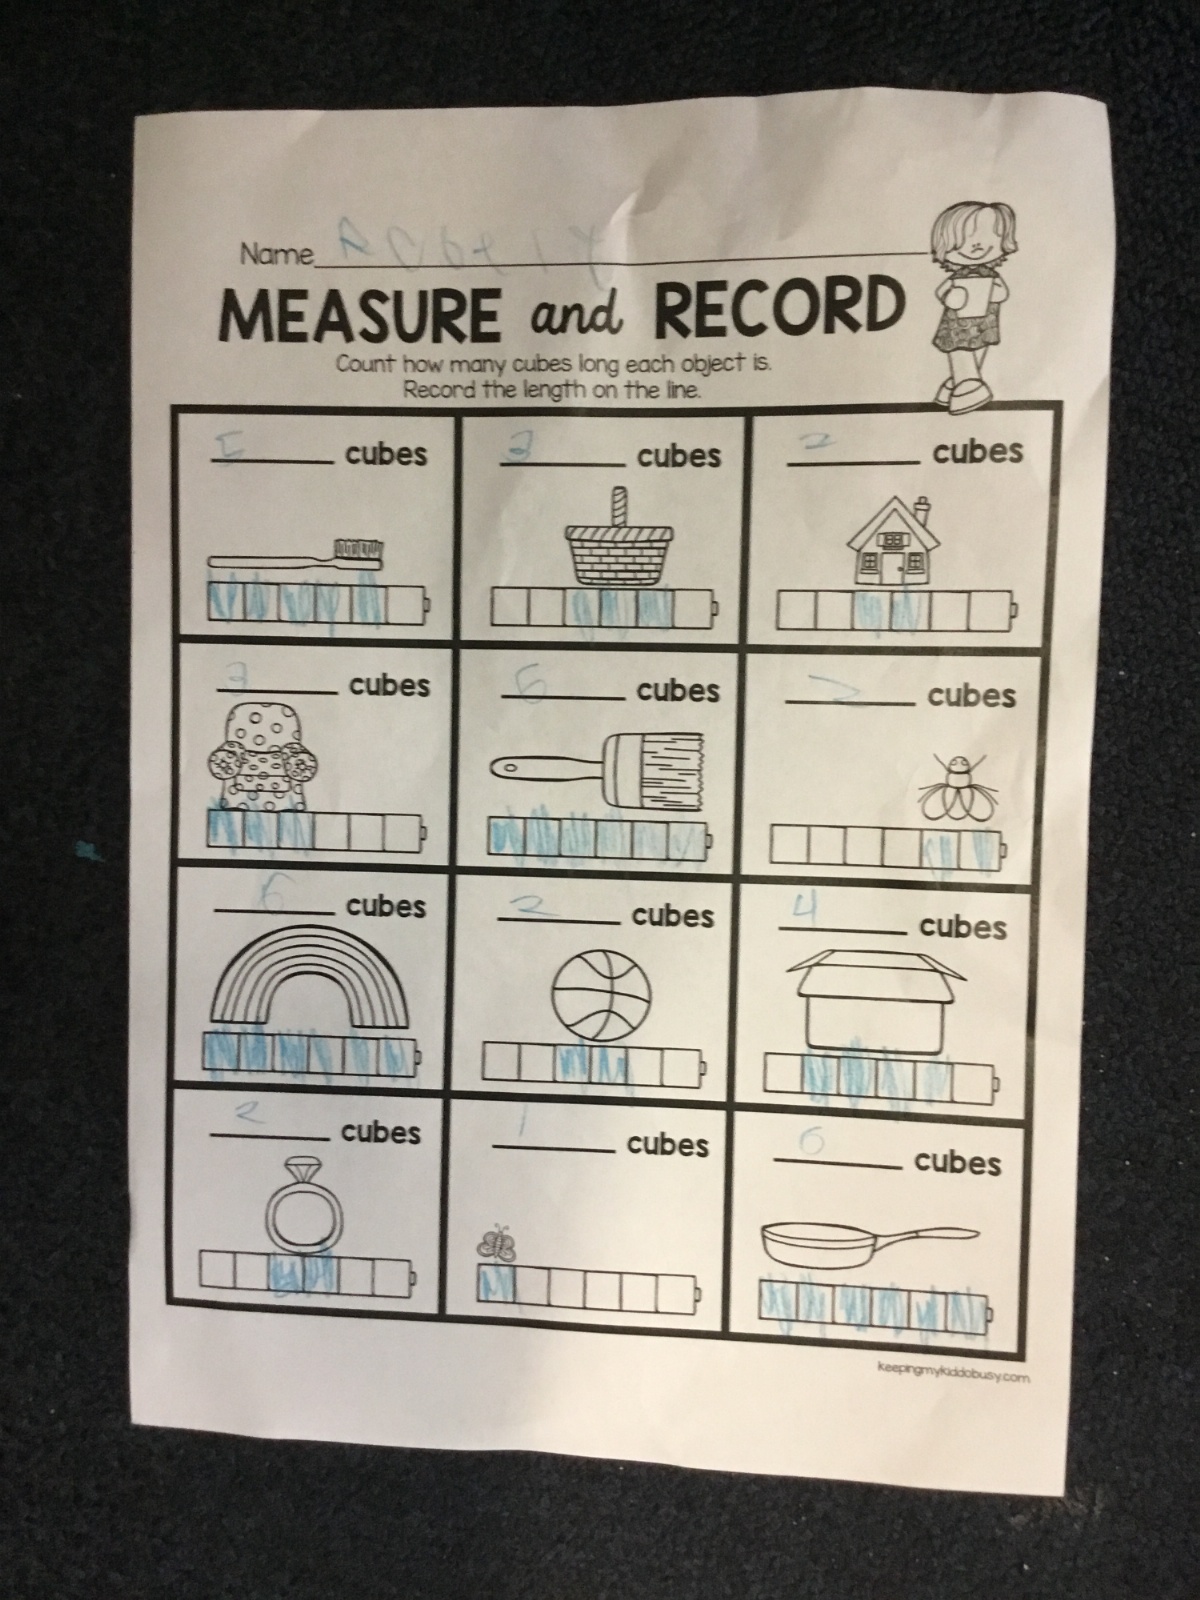 Name
MEASURE and RECORD
Count how many cubes long each object is.
Record the length on the line.
5 cubes
3 cubes
2 cubes
3 cubes
6 cubes
2 cubes
6 cubes
2 cubes
4 cubes
2 cubes
1 cubes
6 cubes
keepingmykiddobusy.com